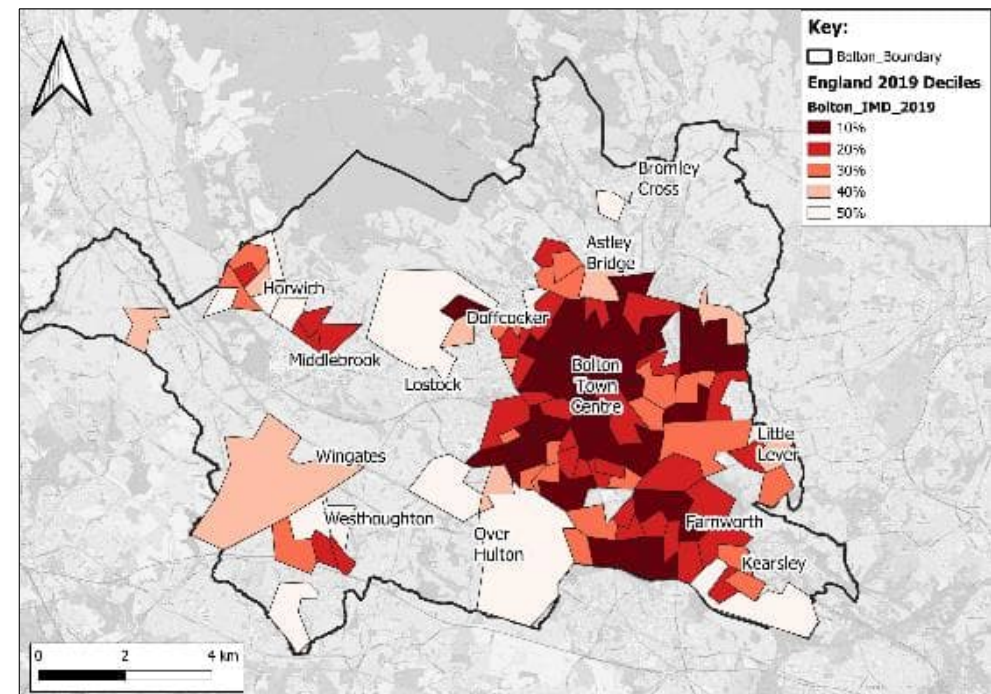 Key:
Bolton_Boundary
England 2019 Deciles
Bolton_IMD_2019
10%
20%
30%
40%
50%
Bromley
Cross
Astley
Bridge
Horwich
Doffcocker
Middlebrook
Bolton
Town
Centre
Lostock
Little
Lever
Wingates
Westhoughton
Farnworth
Over
Hulton
Kearsley
0 2 4 km